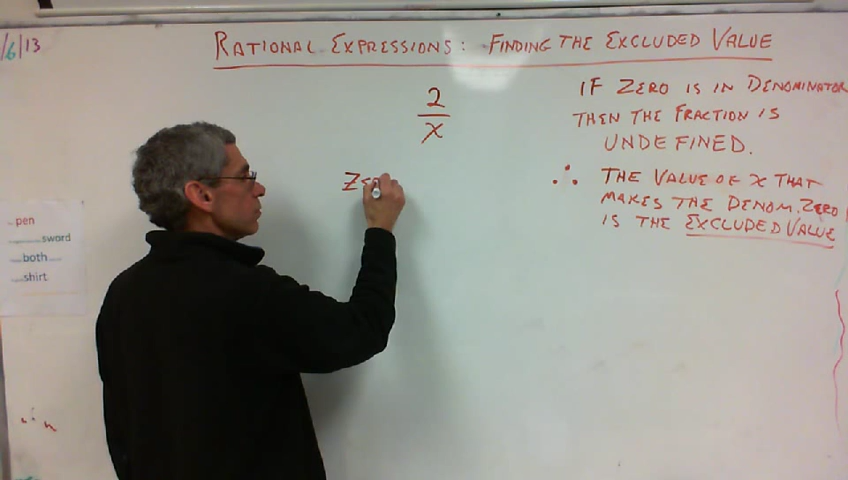 /6/13
RATIONAL EXPRESSIONS: FINDING THE EXCLUDED VALUE
2
x
IF ZERO IS IN DENOMINATOR
THEN THE FRACTION IS
UNDEFINED.
∴ THE VALUE OF x THAT
MAKES THE DENOM. ZERO
IS THE EXCLUDED VALUE
pen
sword
both
shirt